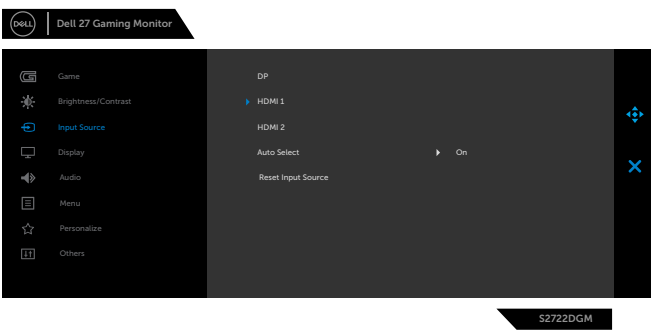 DELL Dell 27 Gaming Monitor
Game
DP
Brightness/Contrast
HDMI 1
Input Source
HDMI 2
Display
Auto Select On
Audio
Reset Input Source
Menu
Personalize
Others
S2722DGM